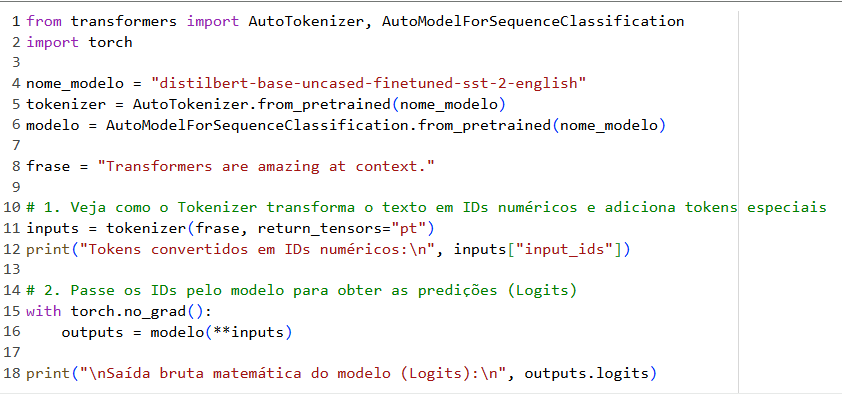 1 from transformers import AutoTokenizer, AutoModelForSequenceClassification
2 import torch
3
4 nome_modelo = "distilbert-base-uncased-finetuned-sst-2-english"
5 tokenizer = AutoTokenizer.from_pretrained(nome_modelo)
6 modelo = AutoModelForSequenceClassification.from_pretrained(nome_modelo)
7
8 frase = "Transformers are amazing at context."
9
10 # 1. Veja como o Tokenizer transforma o texto em IDs numéricos e adiciona tokens especiais
11 inputs = tokenizer(frase, return_tensors="pt")
12 print("Tokens convertidos em IDs numéricos:\n", inputs["input_ids"])
13
14 # 2. Passe os IDs pelo modelo para obter as predições (Logits)
15 with torch.no_grad():
16     outputs = modelo(**inputs)
17
18 print("\nSaída bruta matemática do modelo (Logits):\n", outputs.logits)